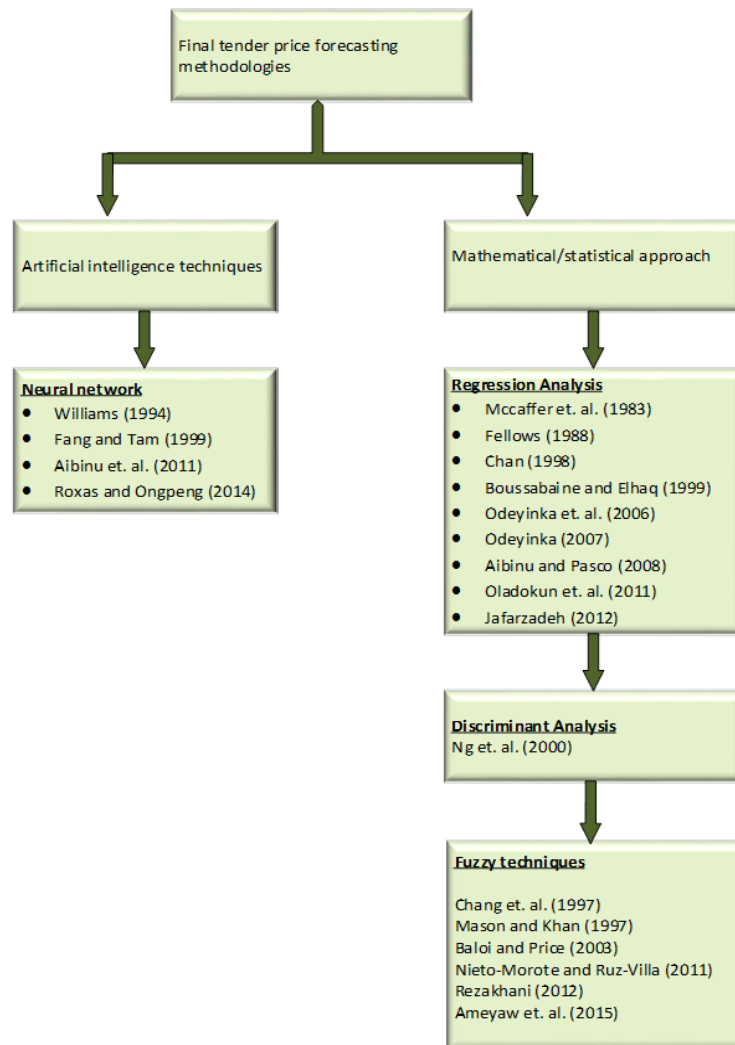 Final tender price forecasting
methodologies
Artificial intelligence techniques
Mathematical/statistical approach
Neural network
● Williams (1994)
● Fang and Tam (1999)
● Aibinu et. al. (2011)
● Roxas and Ongpeng (2014)
Regression Analysis
● Mccaffer et. al. (1983)
● Fellows (1988)
● Chan (1998)
● Boussabaine and Elhaq (1999)
● Odeyinka et. al. (2006)
● Odeyinka (2007)
● Aibinu and Pasco (2008)
● Oladokun et. al. (2011)
● Jafarzadeh (2012)
Discriminant Analysis
Ng et. al. (2000)
Fuzzy techniques
Chang et. al. (1997)
Mason and Khan (1997)
Baloi and Price (2003)
Nieto-Morote and Ruz-Villa (2011)
Rezakhani (2012)
Ameyaw et. al. (2015)